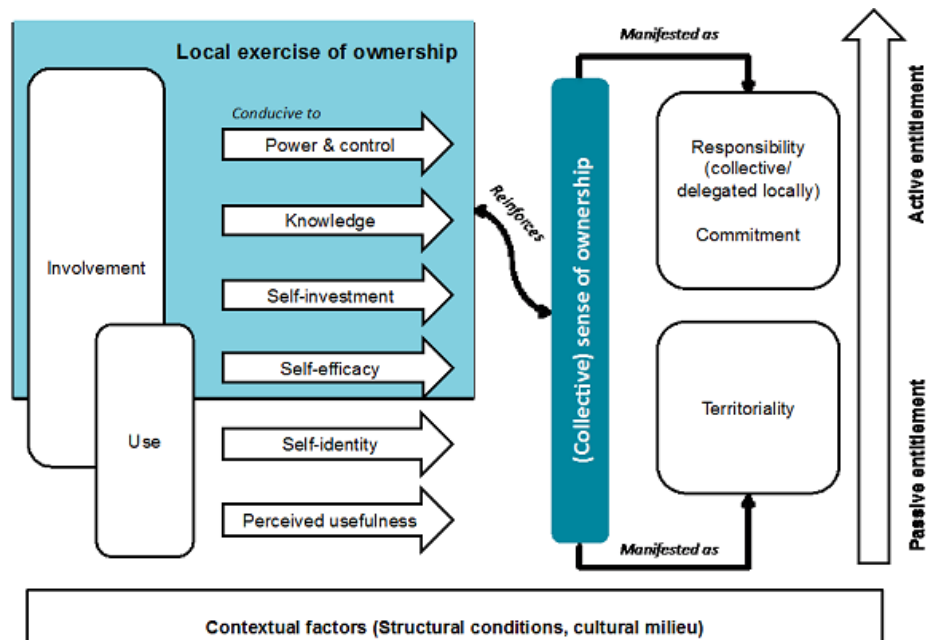 Local exercise of ownership
Involvement
Use
Conducive to
Power & control
Knowledge
Self-investment
Self-efficacy
Self-identity
Perceived usefulness
Reinforces
(Collective) sense of ownership
Manifested as
Responsibility
(collective/
delegated locally)
Commitment
Territoriality
Manifested as
Active entitlement
Passive entitlement
Contextual factors (Structural conditions, cultural milieu)